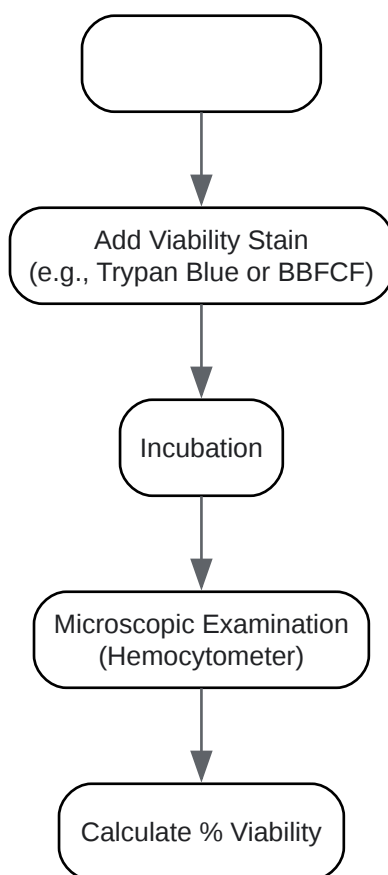 Add Viability Stain
(e.g., Trypan Blue or BBFCF)
Incubation
Microscopic Examination
(Hemocytometer)
Calculate % Viability